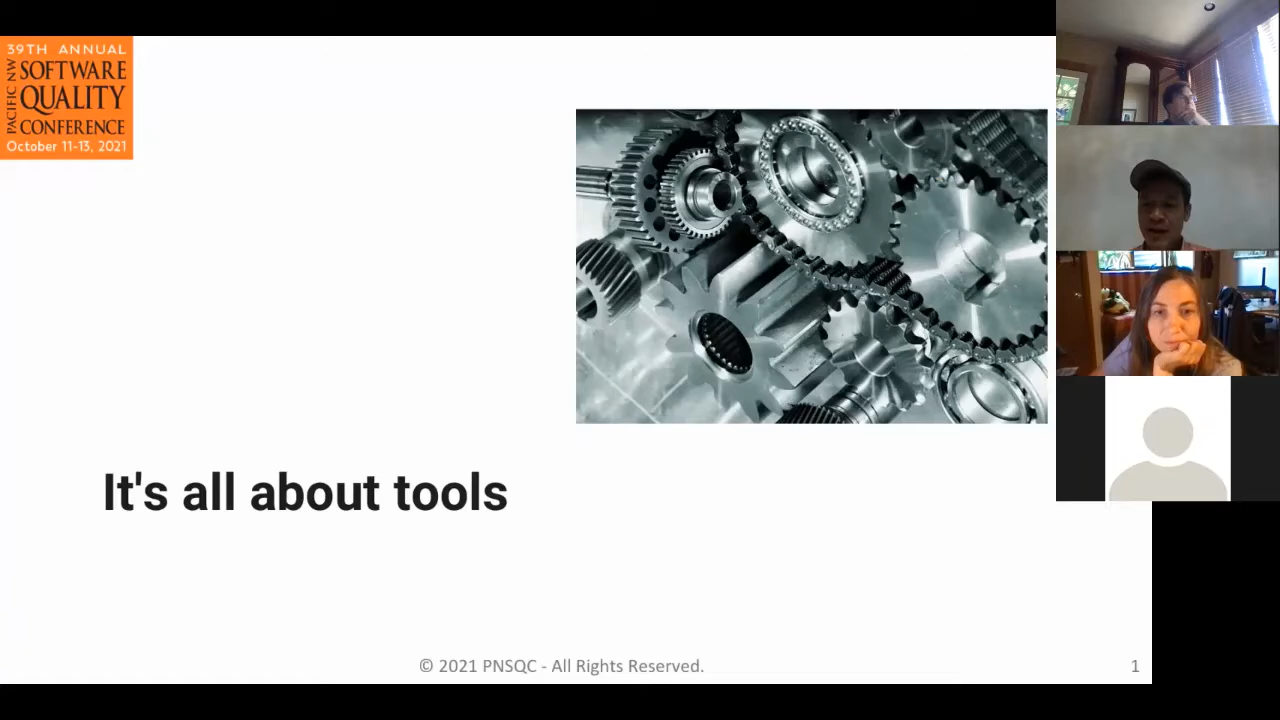 39TH ANNUAL
PACIFIC NW
SOFTWARE
QUALITY
CONFERENCE
October 11-13, 2021
It's all about tools
© 2021 PNSQC - All Rights Reserved.
1